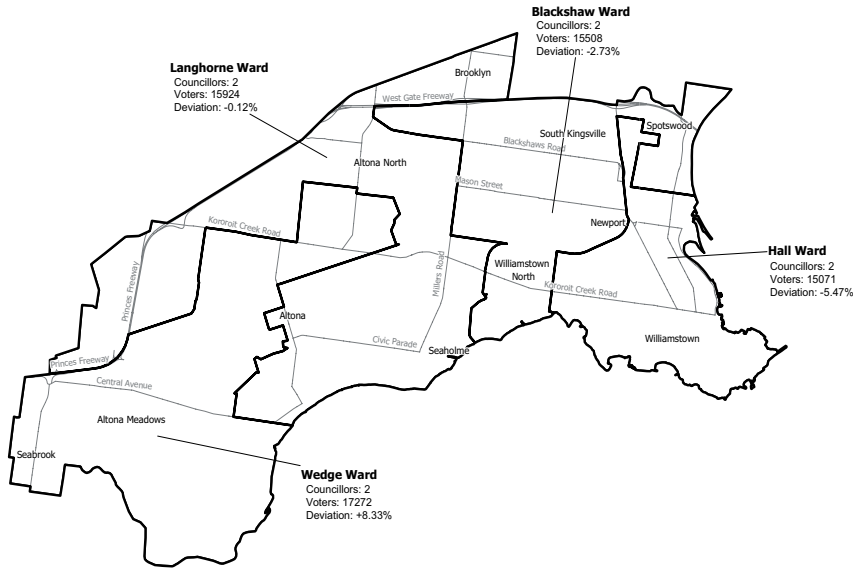 Blackshaw Ward
Councillors: 2
Voters: 15508
Deviation: -2.73%
Langhorne Ward
Councillors: 2
Voters: 15924
Deviation: -0.12%
Brooklyn
West Gate Freeway
South Kingsville
Spotswood
Blackshaws Road
Altona North
Mason Street
Kororoit Creek Road
Newport
Hall Ward
Councillors: 2
Voters: 15071
Deviation: -5.47%
Williamstown
North
Millers Road
Princes Freeway
Kororoit Creek Road
Altona
Civic Parade
Seaholme
Williamstown
Princes Freeway
Central Avenue
Altona Meadows
Seabrook
Wedge Ward
Councillors: 2
Voters: 17272
Deviation: +8.33%